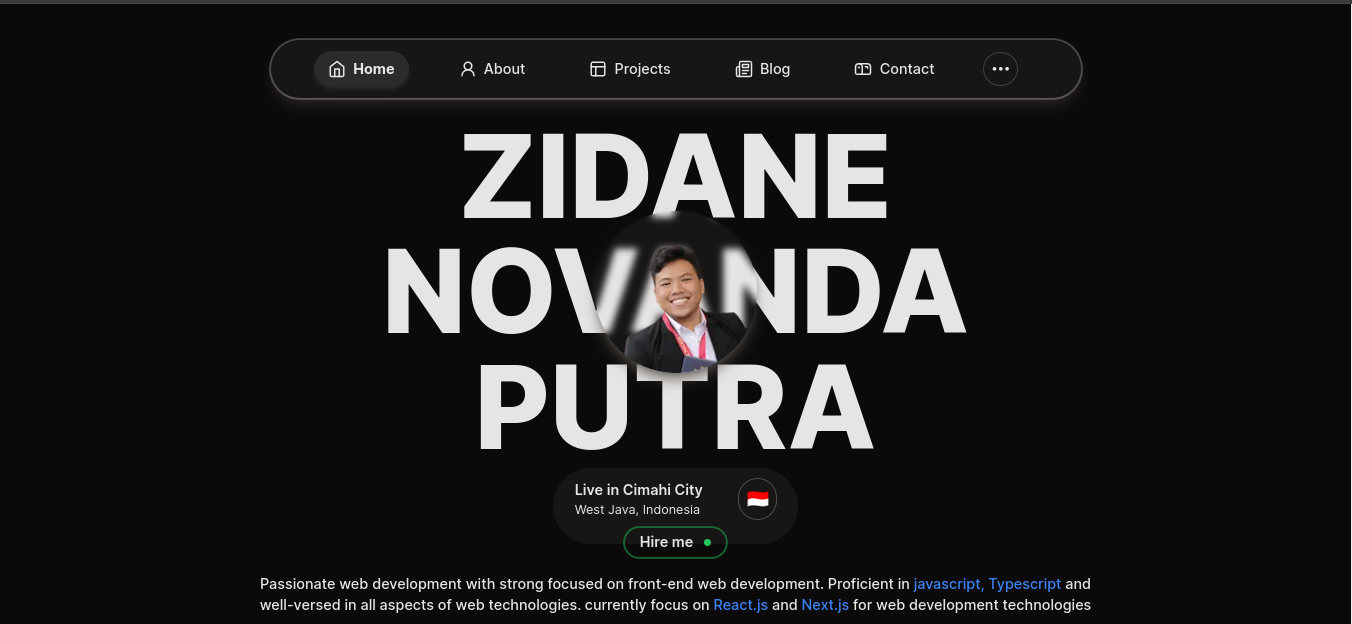 Home About Projects Blog Contact
ZIDANE
NOVANDA
PUTRA
Live in Cimahi City
West Java, Indonesia
Hire me
Passionate web development with strong focused on front-end web development. Proficient in javascript, Typescript and
well-versed in all aspects of web technologies. currently focus on React.js and Next.js for web development technologies